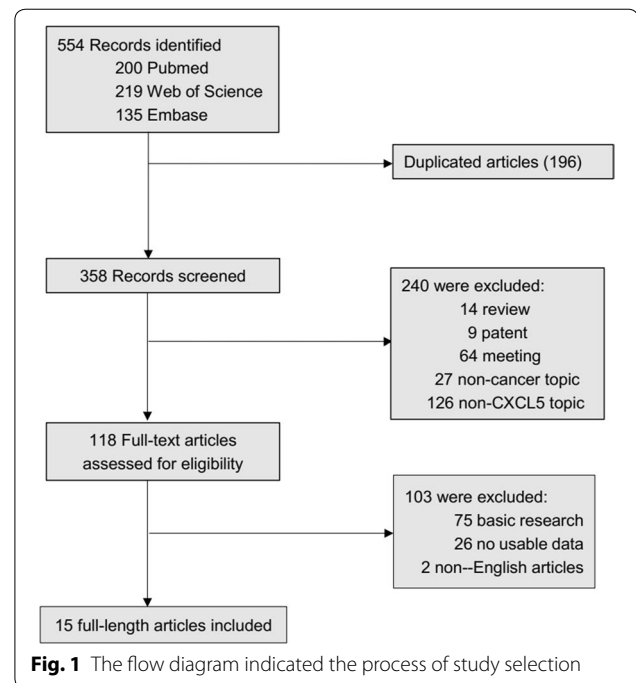 554 Records identified
200 Pubmed
219 Web of Science
135 Embase
Duplicated articles (196)
358 Records screened
240 were excluded:
14 review
9 patent
64 meeting
27 non-cancer topic
126 non-CXCL5 topic
118 Full-text articles
assessed for eligibility
103 were excluded:
75 basic research
26 no usable data
2 non--English articles
15 full-length articles included
Fig. 1 The flow diagram indicated the process of study selection